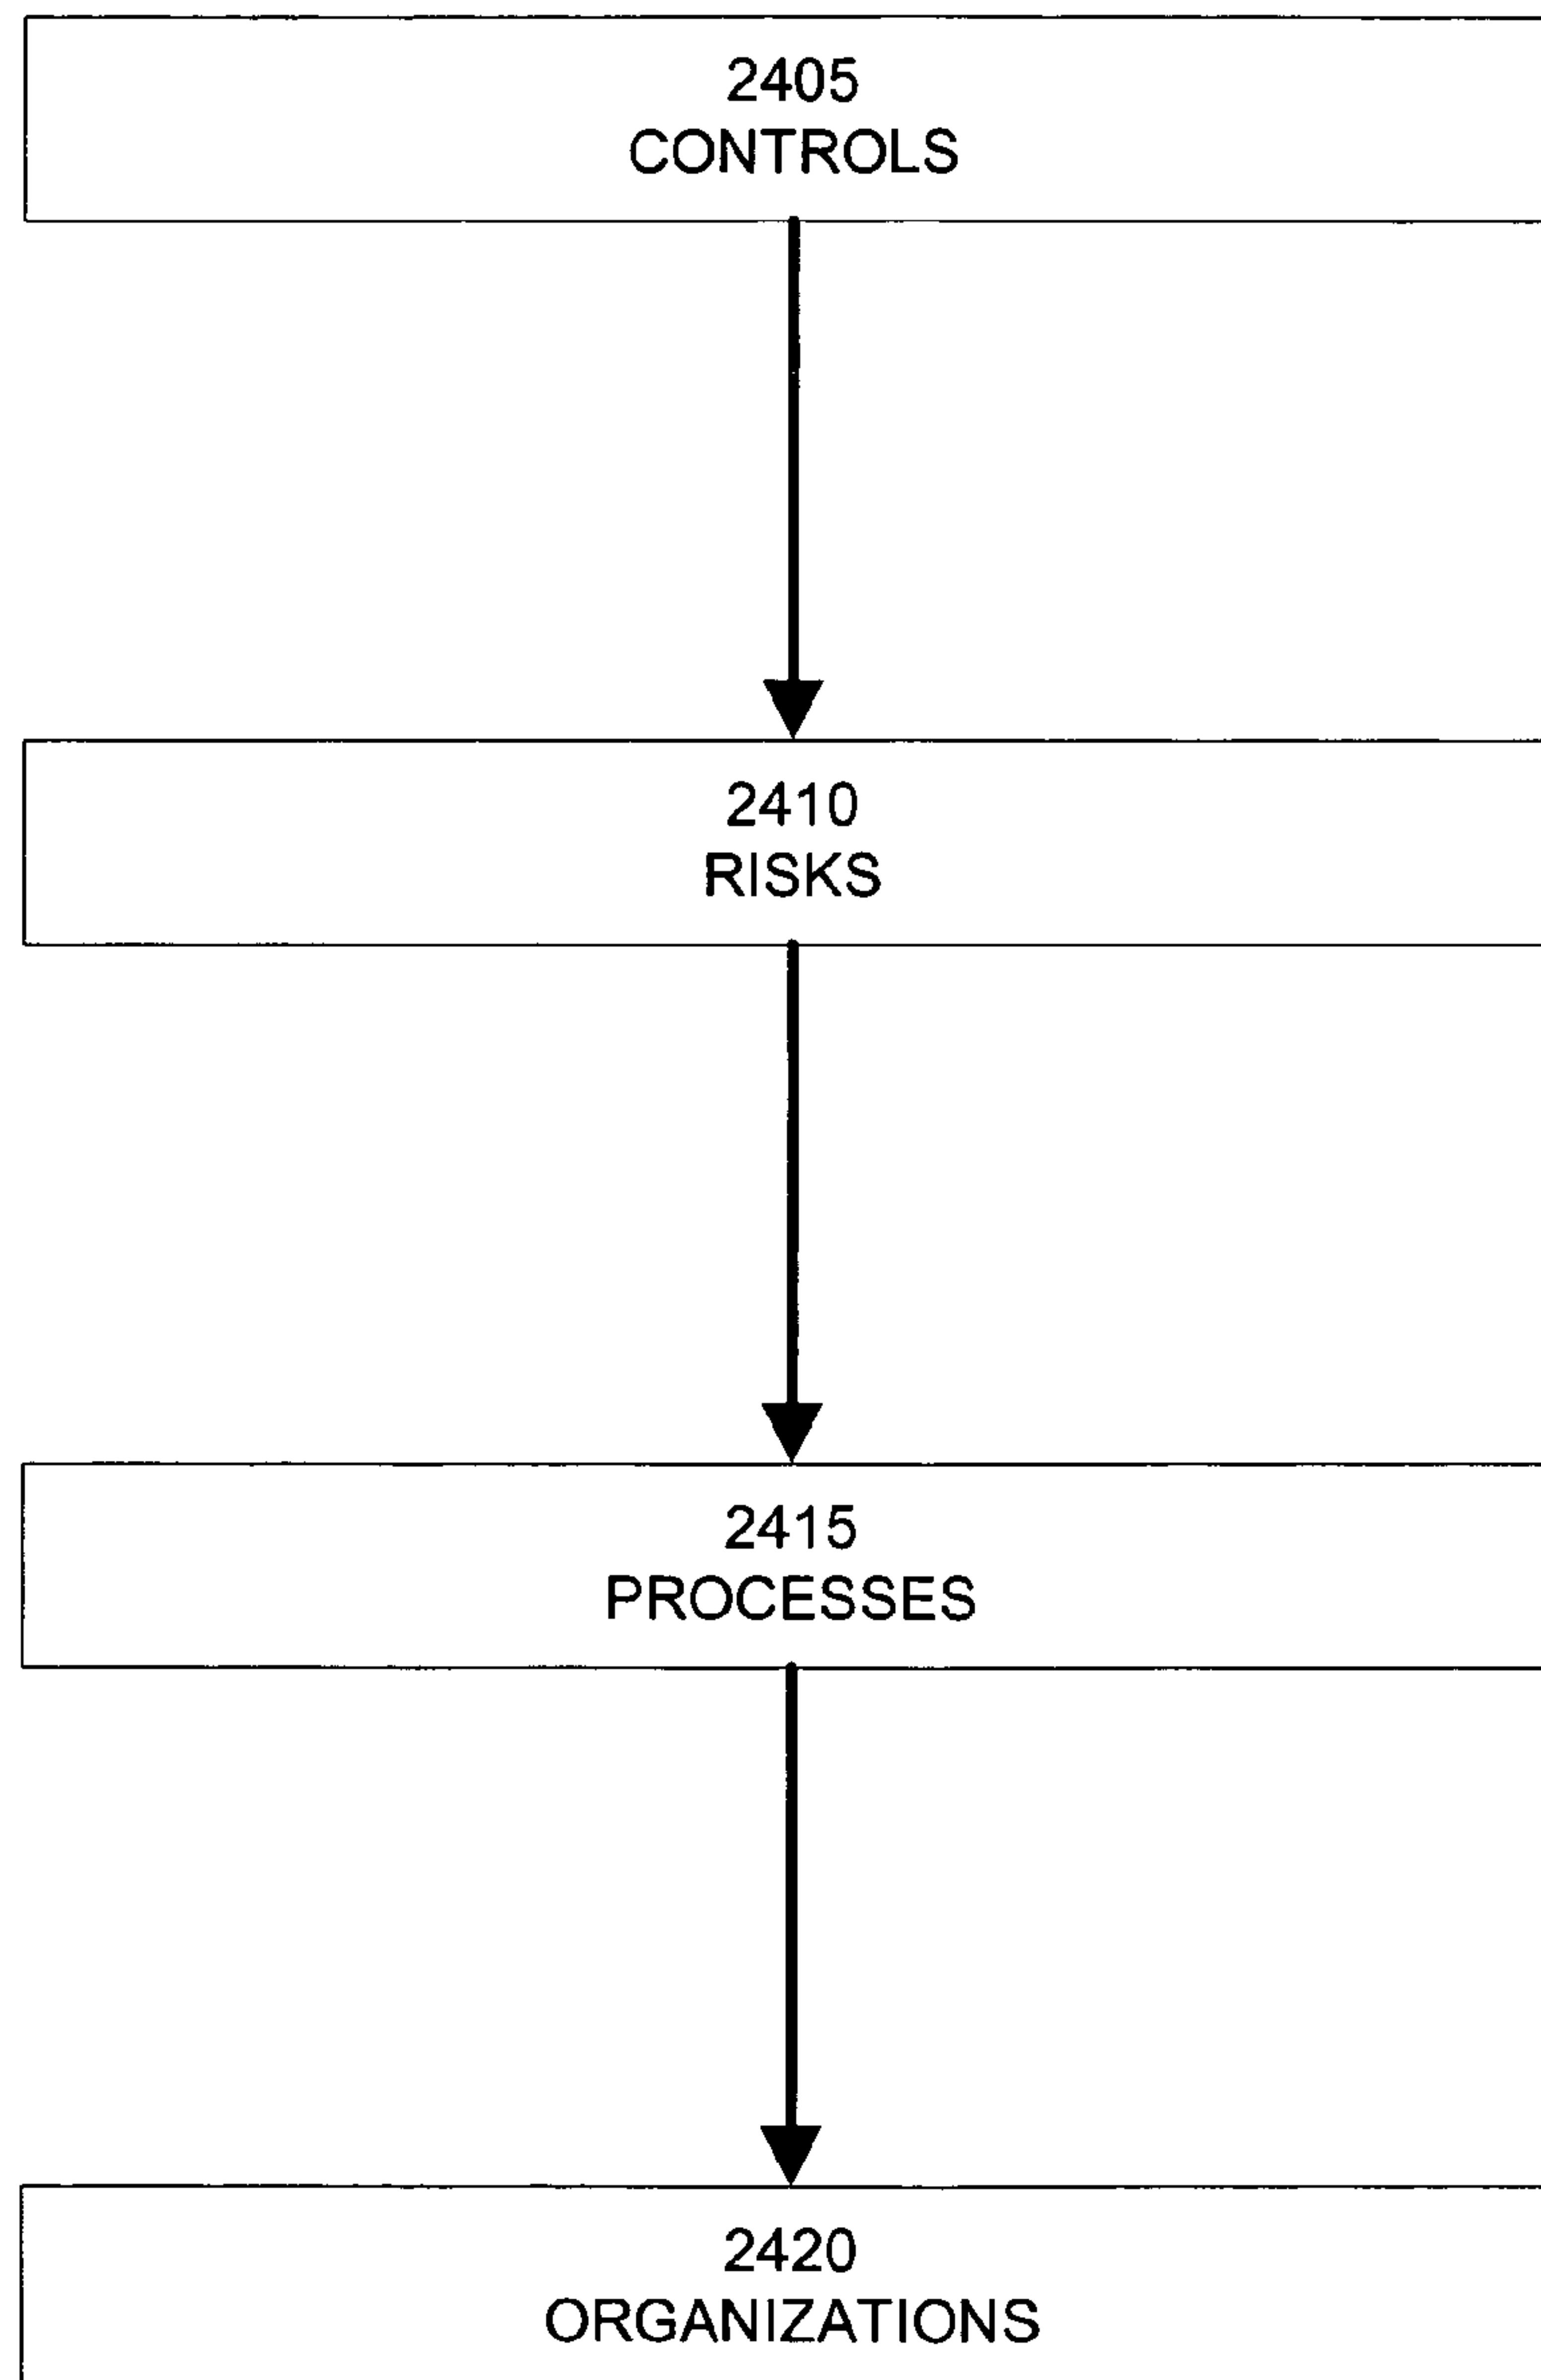 2405
CONTROLS
2410
RISKS
2415
PROCESSES
2420
ORGANIZATIONS